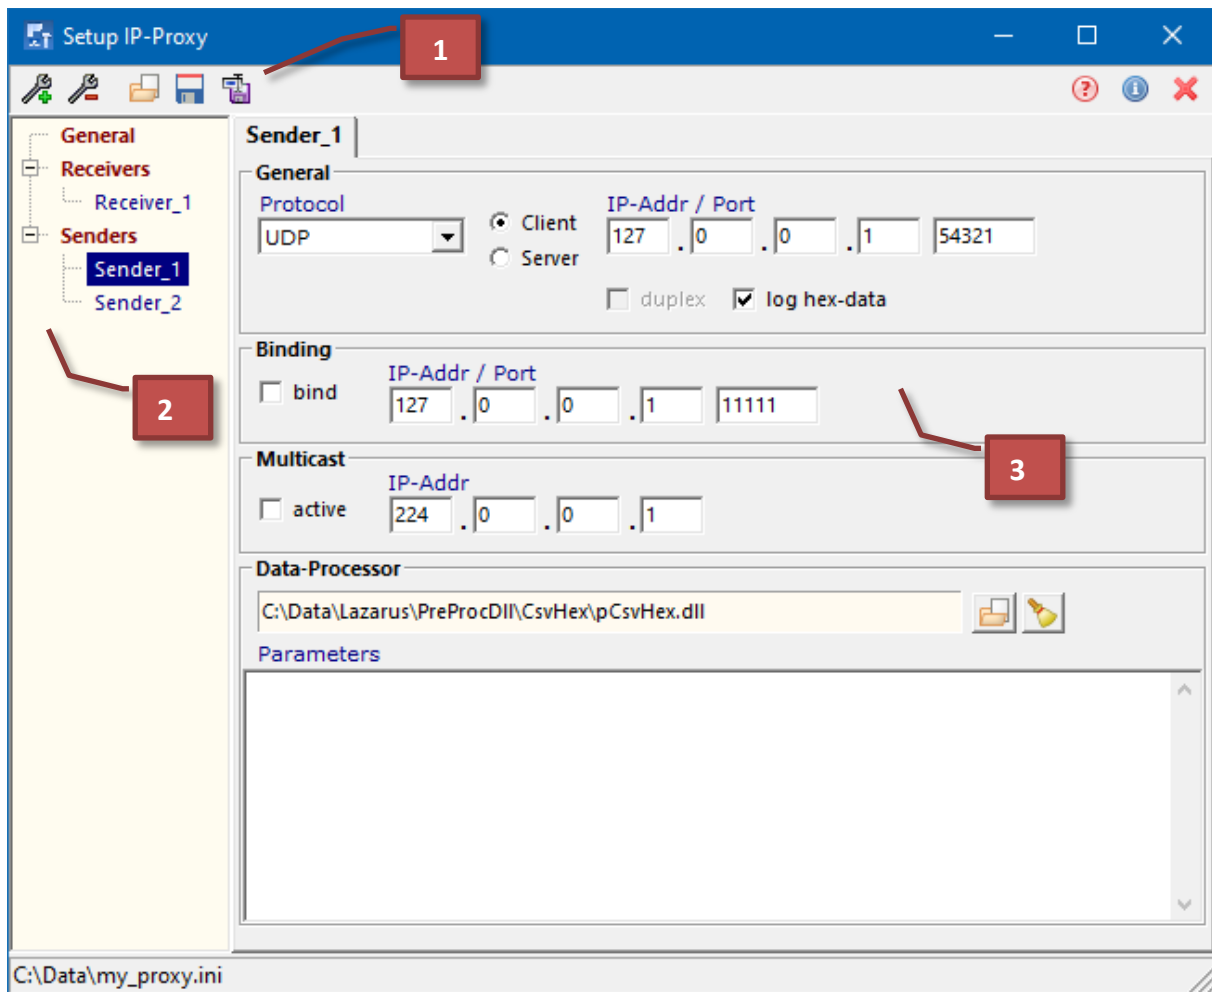 Setup IP-Proxy
1
General
Receivers
Receiver_1
Senders
Sender_1
Sender_2
2
Sender_1
General
Protocol
UDP
Client
Server
IP-Addr / Port
127 . 0 . 0 . 1 54321
duplex log hex-data
Binding
bind
IP-Addr / Port
127 . 0 . 0 . 1 11111
3
Multicast
active
IP-Addr
224 . 0 . 0 . 1
Data-Processor
C:\Data\Lazarus\PreProcDll\CsvHex\pCsvHex.dll
Parameters
C:\Data\my_proxy.ini